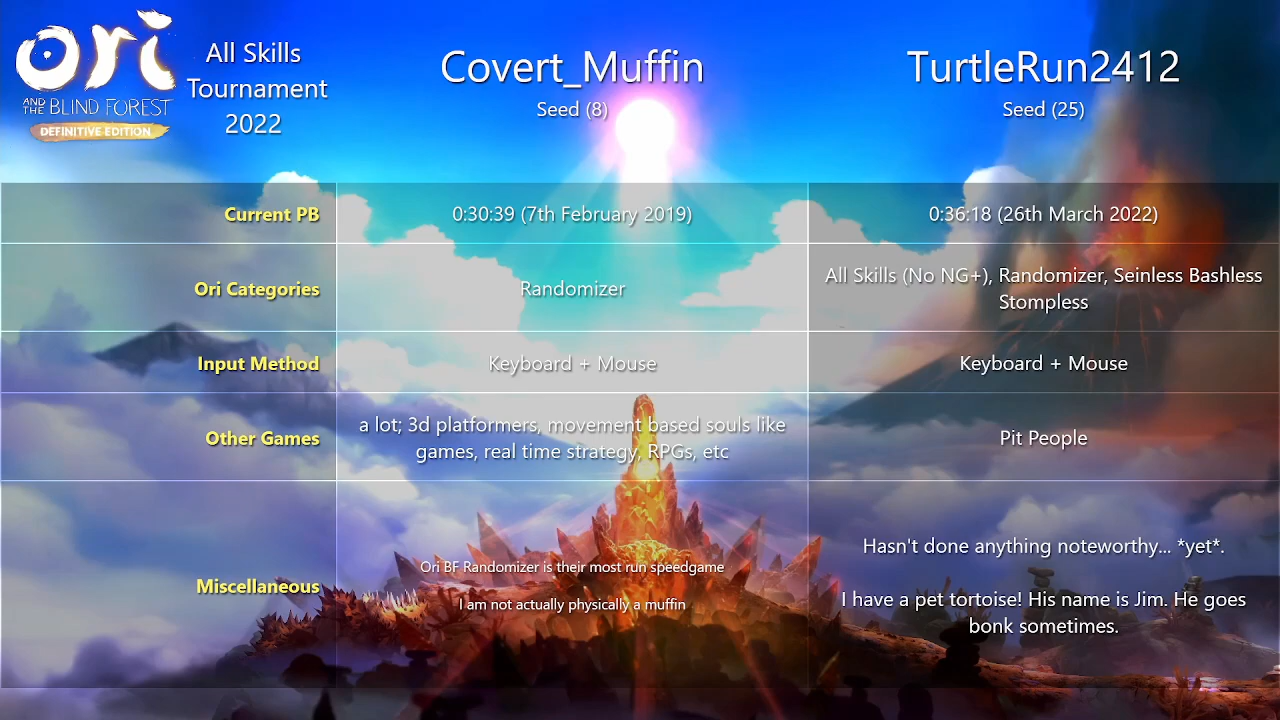 ori
AND THE BLIND FOREST
DEFINITIVE EDITION
All Skills
Tournament
2022
Covert_Muffin
Seed (8)
TurtleRun2412
Seed (25)
Current PB
0:30:39 (7th February 2019)
0:36:18 (26th March 2022)
Ori Categories
Randomizer
All Skills (No NG+), Randomizer, Seinless Bashless
Stompless
Input Method
Keyboard + Mouse
Keyboard + Mouse
Other Games
a lot; 3d platformers, movement based souls like
games, real time strategy, RPGs, etc
Pit People
Miscellaneous
Ori BF Randomizer is their most run speedgame
I am not actually physically a muffin
Hasn't done anything noteworthy... *yet*.
I have a pet tortoise! His name is Jim. He goes
bonk sometimes.